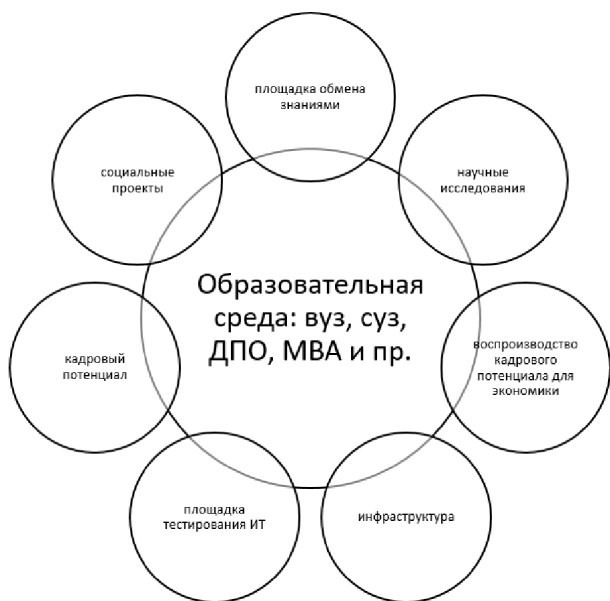 площадка обмена
знаниями
научные
исследования
воспроизводство
кадрового
потенциала для
экономики
инфраструктура
площадка
тестирования ИТ
кадровый
потенциал
социальные
проекты
Образовательная
среда: вуз, суз,
ДПО, МВА и пр.